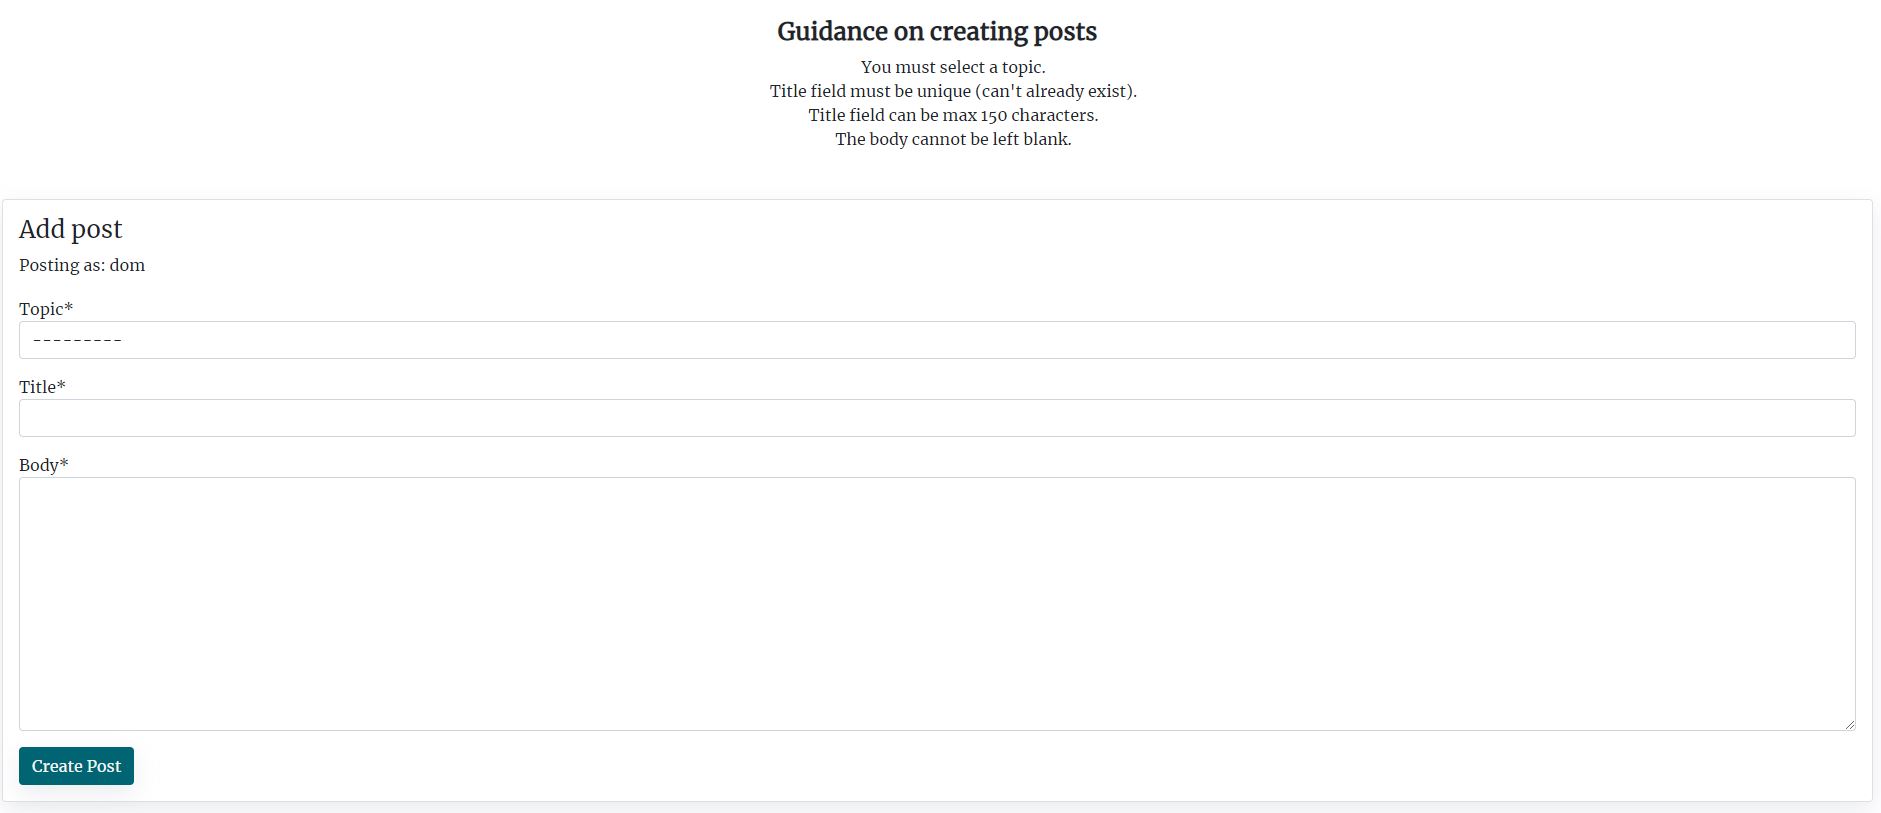 Guidance on creating posts
You must select a topic.
Title field must be unique (can't already exist).
Title field can be max 150 characters.
The body cannot be left blank.
Add post
Posting as: dom
Topic*
---------
Title*
Body*
Create Post